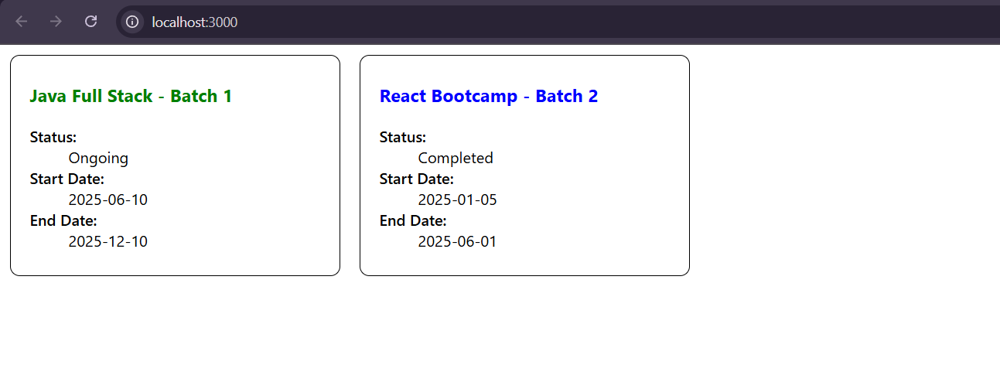 localhost:3000
Java Full Stack - Batch 1
Status:
Ongoing
Start Date:
2025-06-10
End Date:
2025-12-10
React Bootcamp - Batch 2
Status:
Completed
Start Date:
2025-01-05
End Date:
2025-06-01